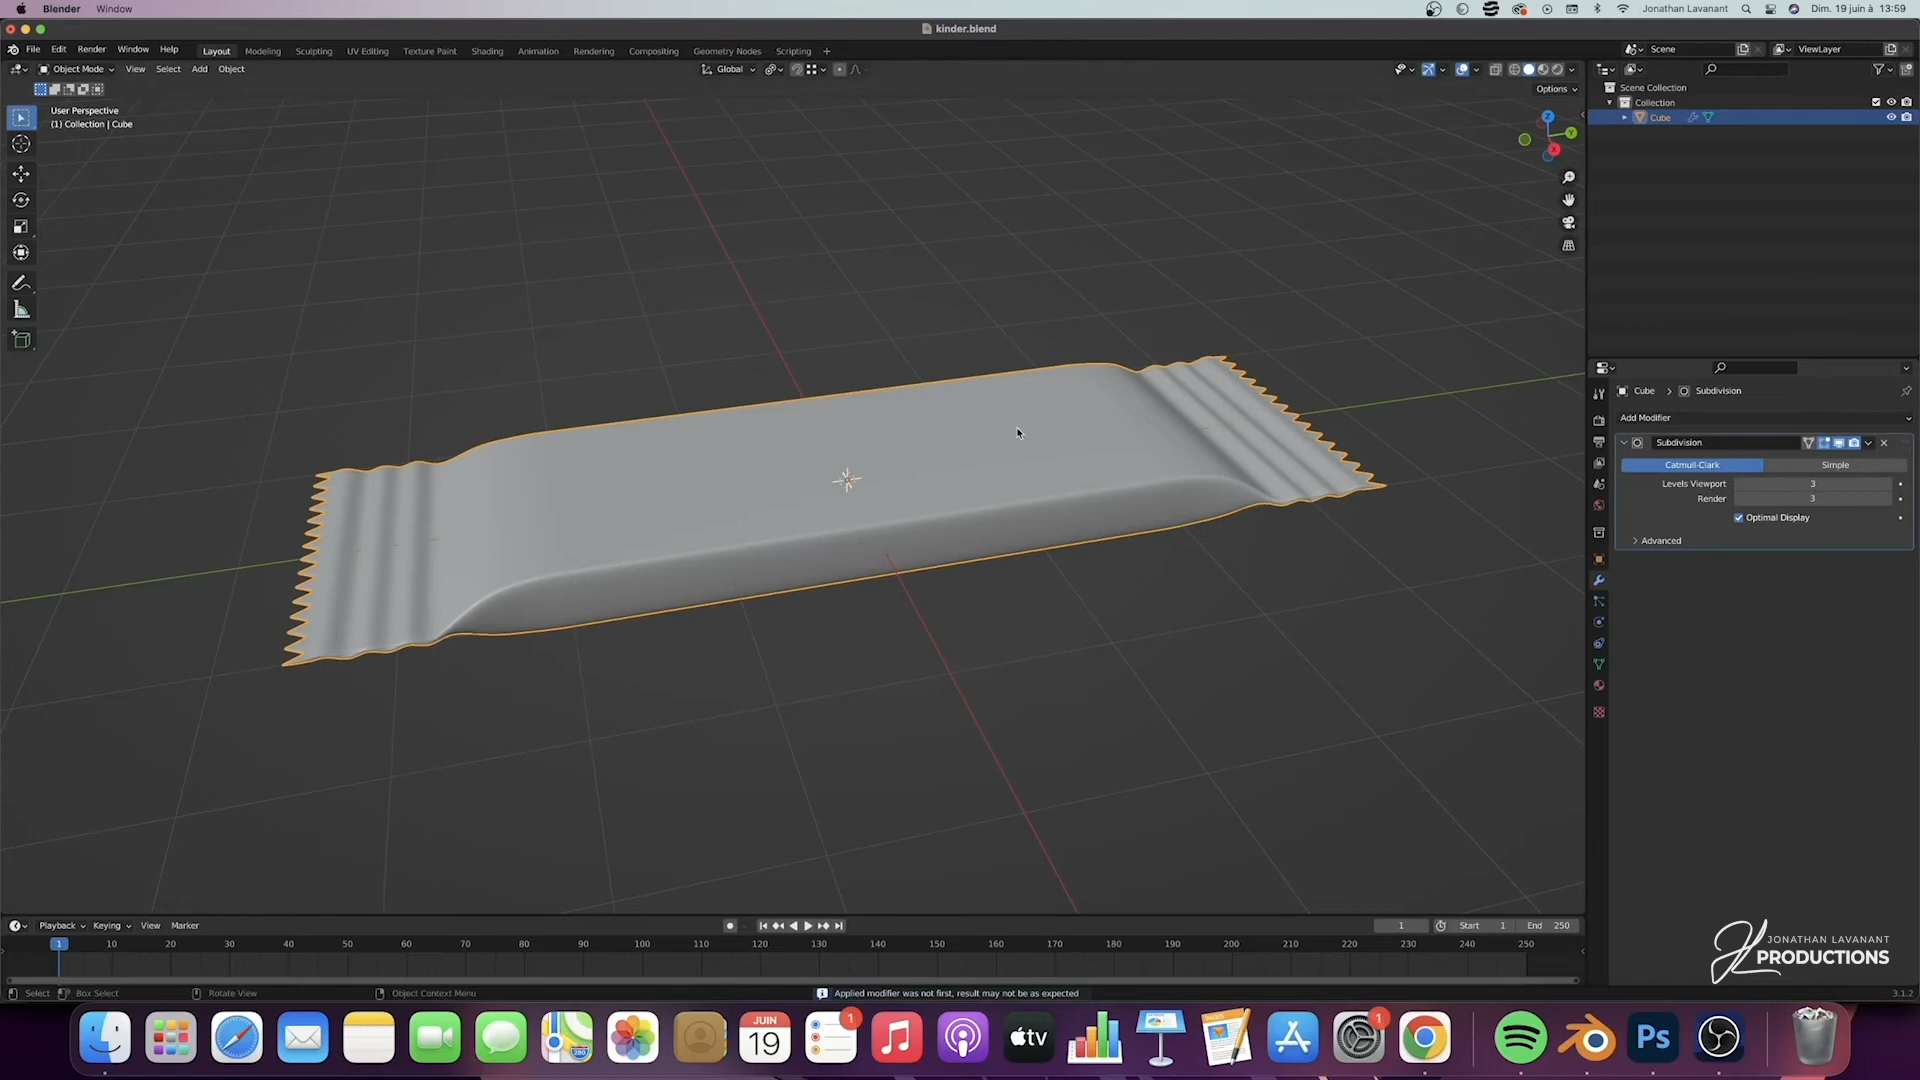 Blender Window Jonathan Lavanant Dim. 19 juin à 13:59
kinder.blend
File Edit Render Window Help Layout Modeling Sculpting UV Editing Texture Paint Shading Animation Rendering Compositing Geometry Nodes Scripting + Scene ViewLayer
Object Mode View Select Add Object Global
Options
User Perspective
(1) Collection | Cube
Z
Y
X
Scene Collection
Collection
Cube
Cube > Subdivision
Add Modifier
Subdivision
Catmull-Clark Simple
Levels Viewport 3
Render 3
Optimal Display
Advanced
Playback Keying View Marker 1 Start 1 End 250
1 10 20 30 40 50 60 70 80 90 100 110 120 130 140 150 160 170 180 190 200 210 220 230 240 250
Select Box Select Rotate View Object Context Menu Applied modifier was not first, result may not be as expected 3.1.2
JONATHAN LAVANANT
PRODUCTIONS
JUIN
19
1
tv
PAGES
1
Ps
280